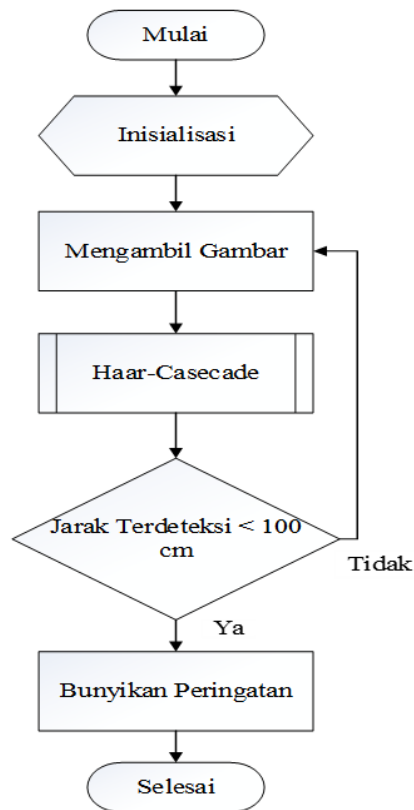 Mulai
Inisialisasi
Mengambil Gambar
Haar-Casecade
Jarak Terdeteksi < 100
cm
Tidak
Ya
Bunyikan Peringatan
Selesai